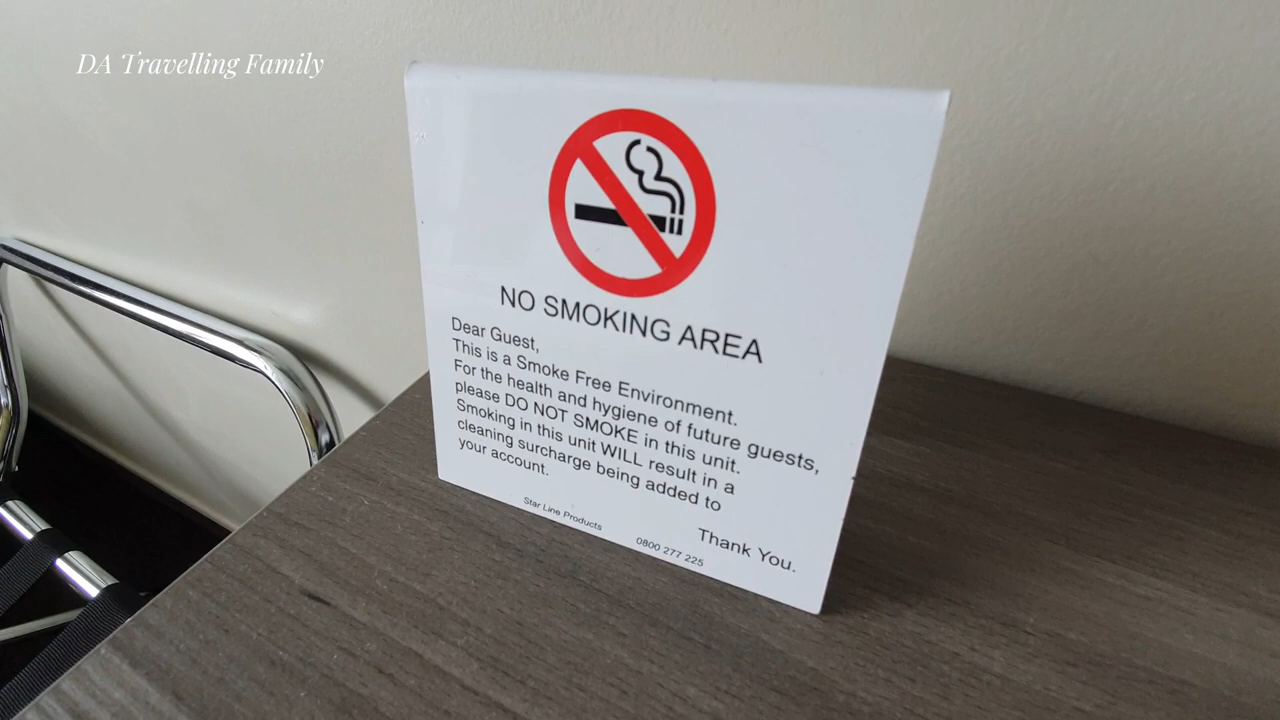 DA Travelling Family
NO SMOKING AREA
Dear Guest,
This is a Smoke Free Environment.
For the health and hygiene of future guests,
please DO NOT SMOKE in this unit.
Smoking in this unit WILL result in a
cleaning surcharge being added to
your account.
Thank You.
Star Line Products
0800 277 225